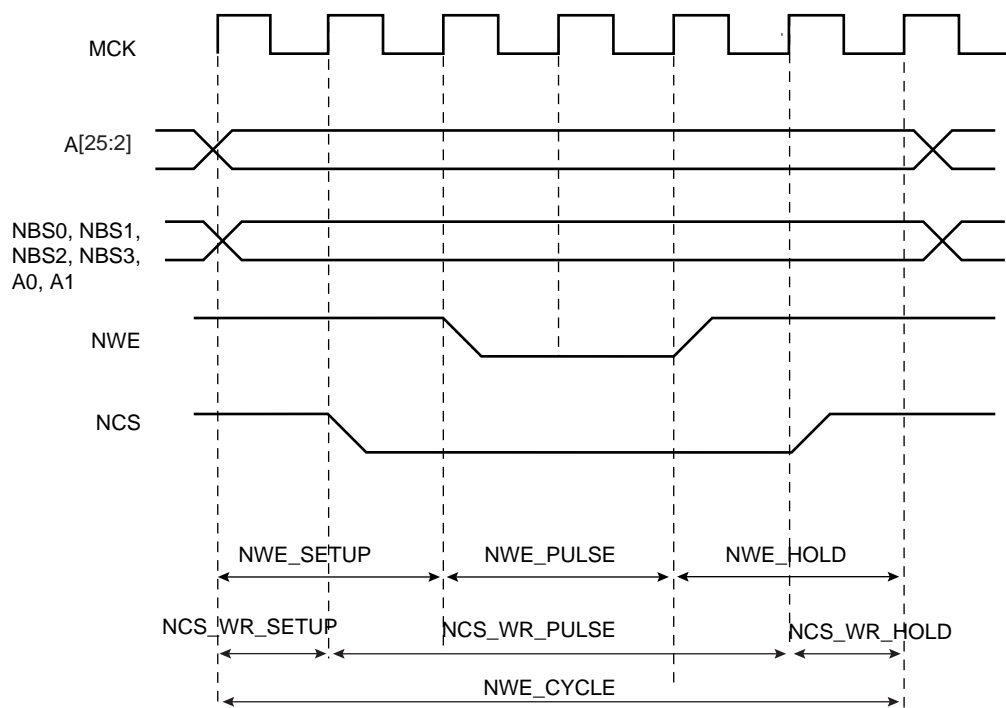 MCK
A[25:2]
NBS0, NBS1,
NBS2, NBS3,
A0, A1
NWE
NCS
NWE_SETUP
NWE_PULSE
NWE_HOLD
NCS_WR_SETUP
NCS_WR_PULSE
NCS_WR_HOLD
NWE_CYCLE